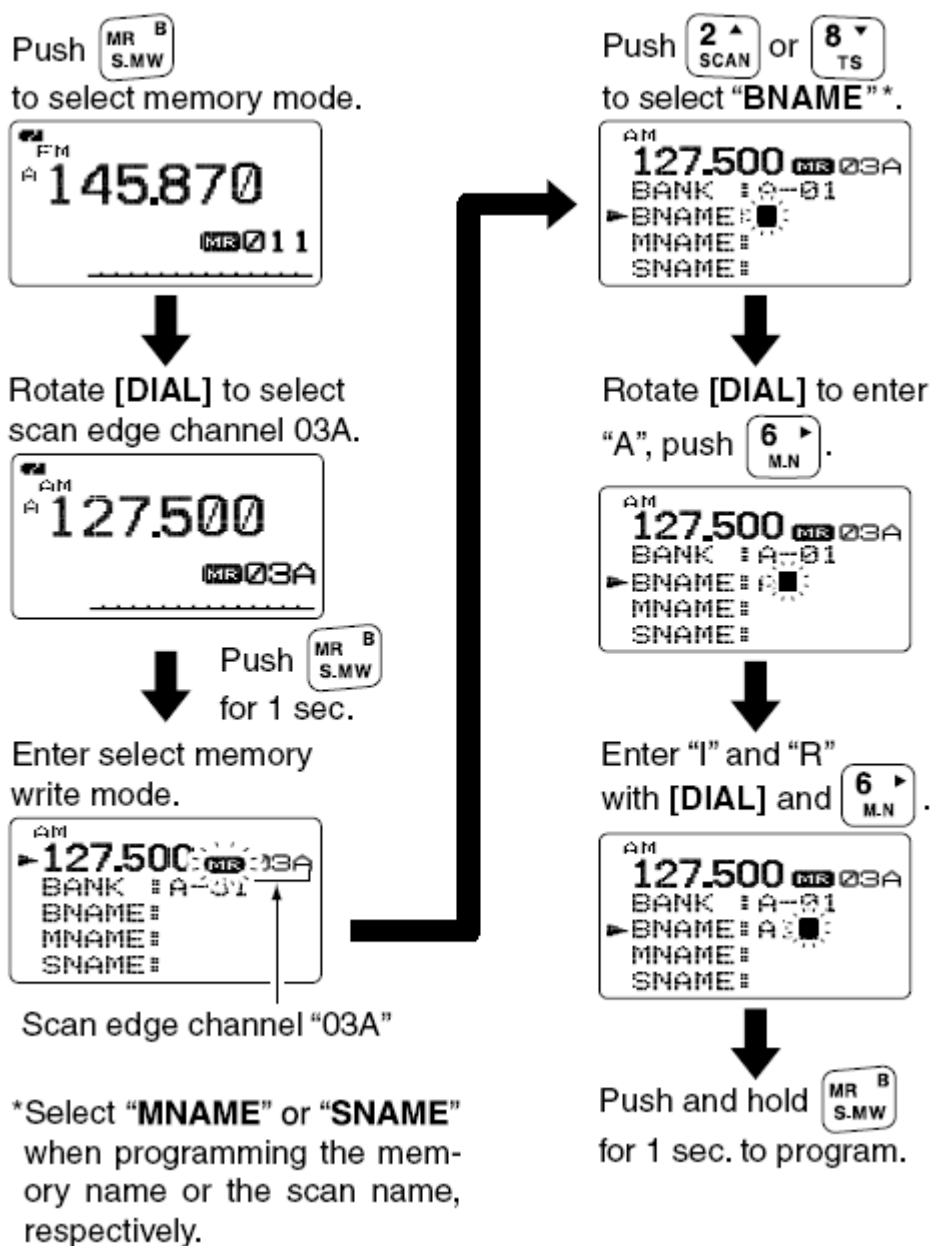 Push MR B S.MW
to select memory mode.
FM
A 145.870
MR 011
Rotate [DIAL] to select
scan edge channel 03A.
AM
A 127.500
MR 03A
Push MR B S.MW
for 1 sec.
Enter select memory
write mode.
AM
127.500 MR 03A
BANK : A-01
BNAME:
MNAME:
SNAME:
Scan edge channel “03A”
*Select “MNAME” or “SNAME”
when programming the mem-
ory name or the scan name,
respectively.
Push 2 SCAN or 8 TS
to select “BNAME”*.
AM
127.500 MR 03A
BANK : A-01
BNAME:
MNAME:
SNAME:
Rotate [DIAL] to enter
“A”, push 6 M.N .
AM
127.500 MR 03A
BANK : A-01
BNAME: A
MNAME:
SNAME:
Enter “I” and “R”
with [DIAL] and 6 M.N .
AM
127.500 MR 03A
BANK : A-01
BNAME: A
MNAME:
SNAME:
Push and hold MR B S.MW
for 1 sec. to program.